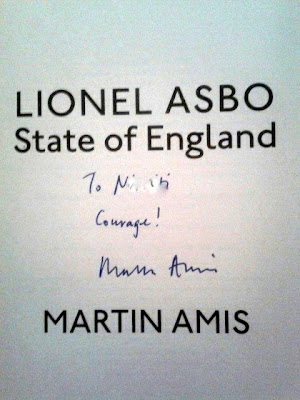 LIONEL ASBO
State of England
To
Courage!
Martin Amis
MARTIN AMIS